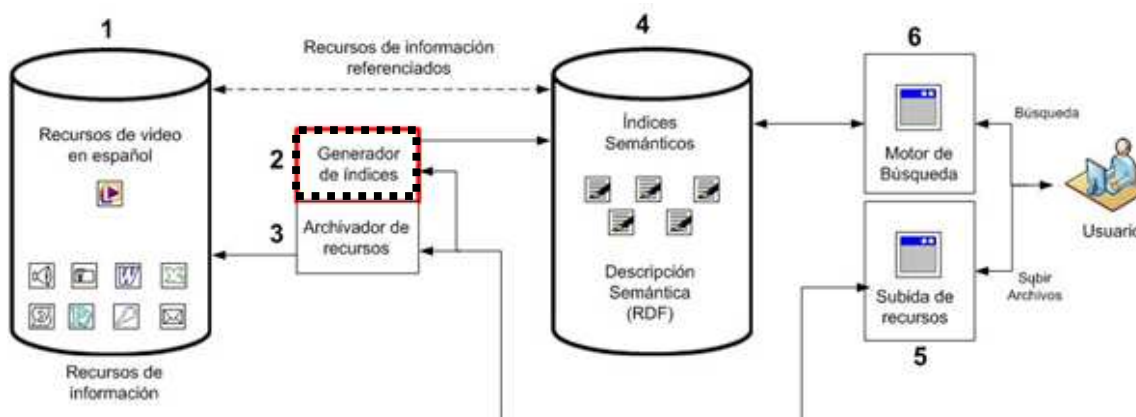 1
4
6
Recursos de información
referenciados
Recursos de video
en español
2
Generador
de índices
3
Archivador de
recursos
Índices
Semánticos
Descripción
Semántica
(RDF)
Motor de
Búsqueda
Búsqueda
Usuario
Subida de
recursos
Subir
Archivos
5
Recursos de
información